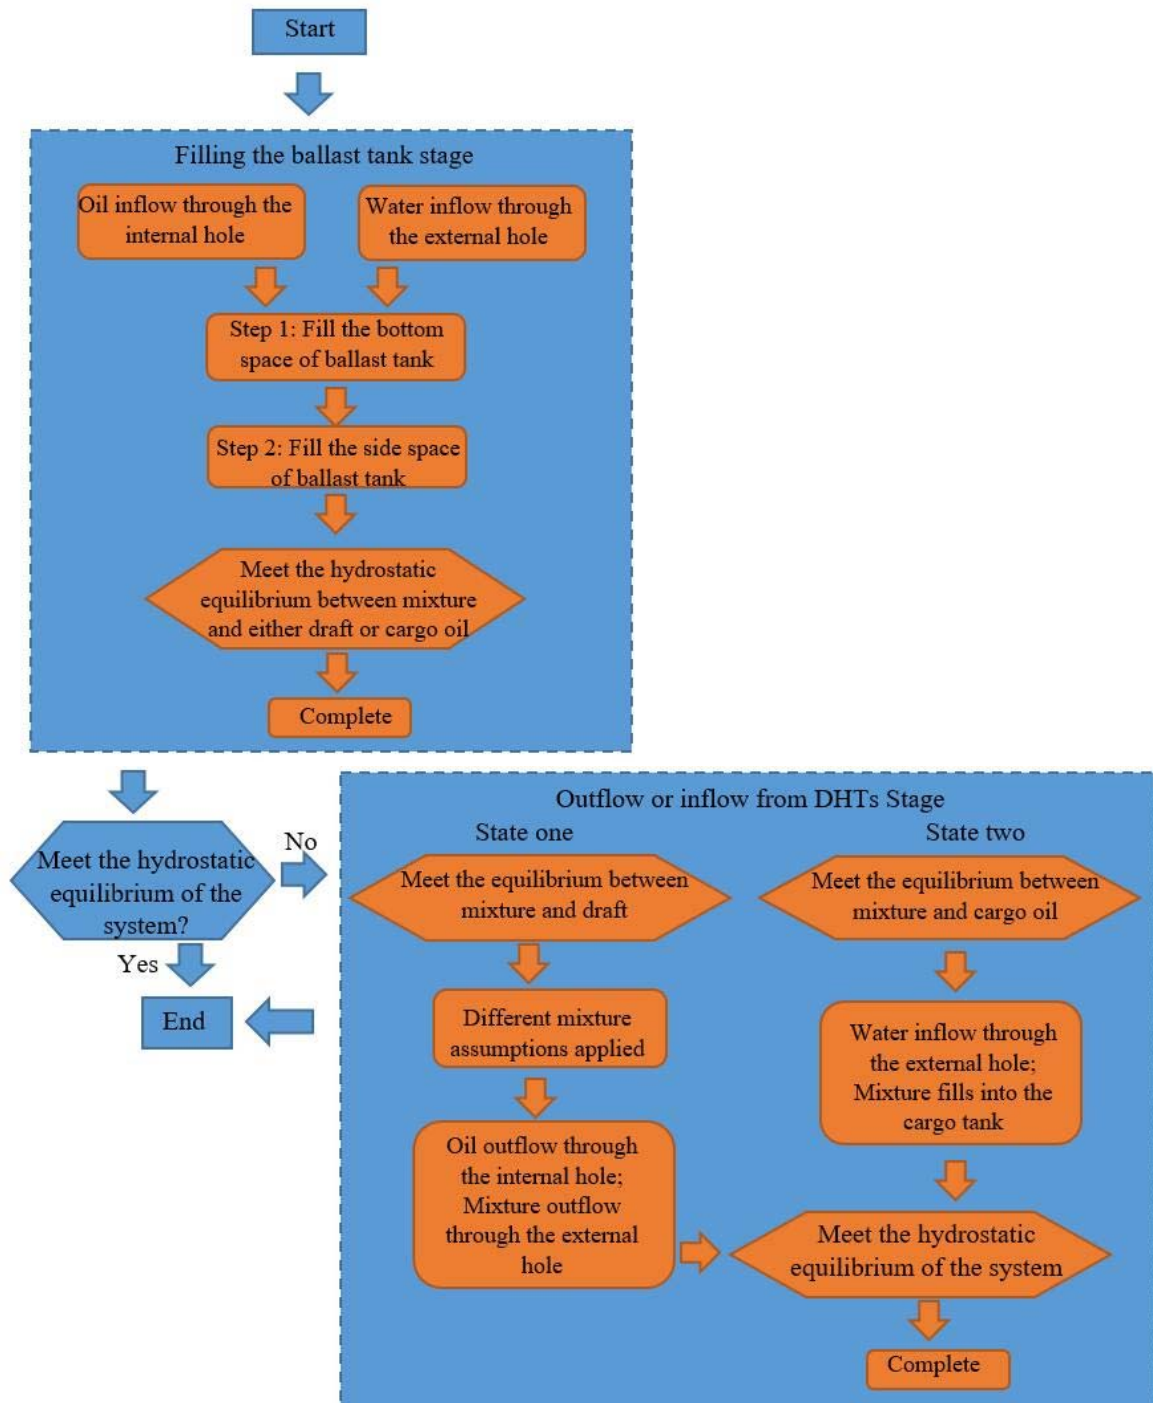 Start
Filling the ballast tank stage
Oil inflow through the
internal hole
Water inflow through
the external hole
Step 1: Fill the bottom
space of ballast tank
Step 2: Fill the side space
of ballast tank
Meet the hydrostatic
equilibrium between mixture
and either draft or cargo oil
Complete
Meet the hydrostatic
equilibrium of the
system?
No
Yes
End
Outflow or inflow from DHTs Stage
State one
State two
Meet the equilibrium between
mixture and draft
Meet the equilibrium between
mixture and cargo oil
Different mixture
assumptions applied
Water inflow through
the external hole;
Mixture fills into the
cargo tank
Oil outflow through
the internal hole;
Mixture outflow
through the external
hole
Meet the hydrostatic
equilibrium of the system
Complete